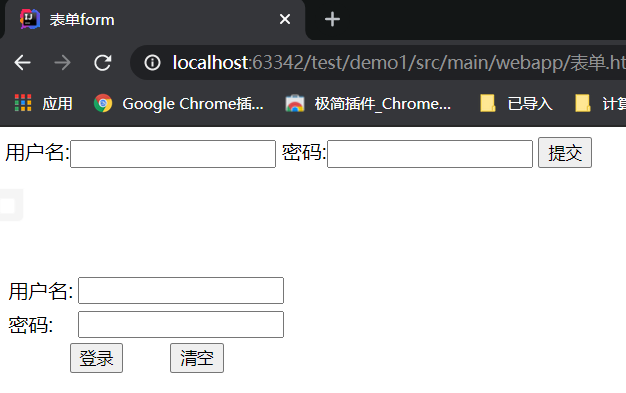 表单form
localhost:63342/test/demo1/src/main/webapp/表单.ht
应用 Google Chrome插... 极简插件_Chrome... 已导入 计算
用户名: 密码: 提交
用户名:
密码:
登录 清空